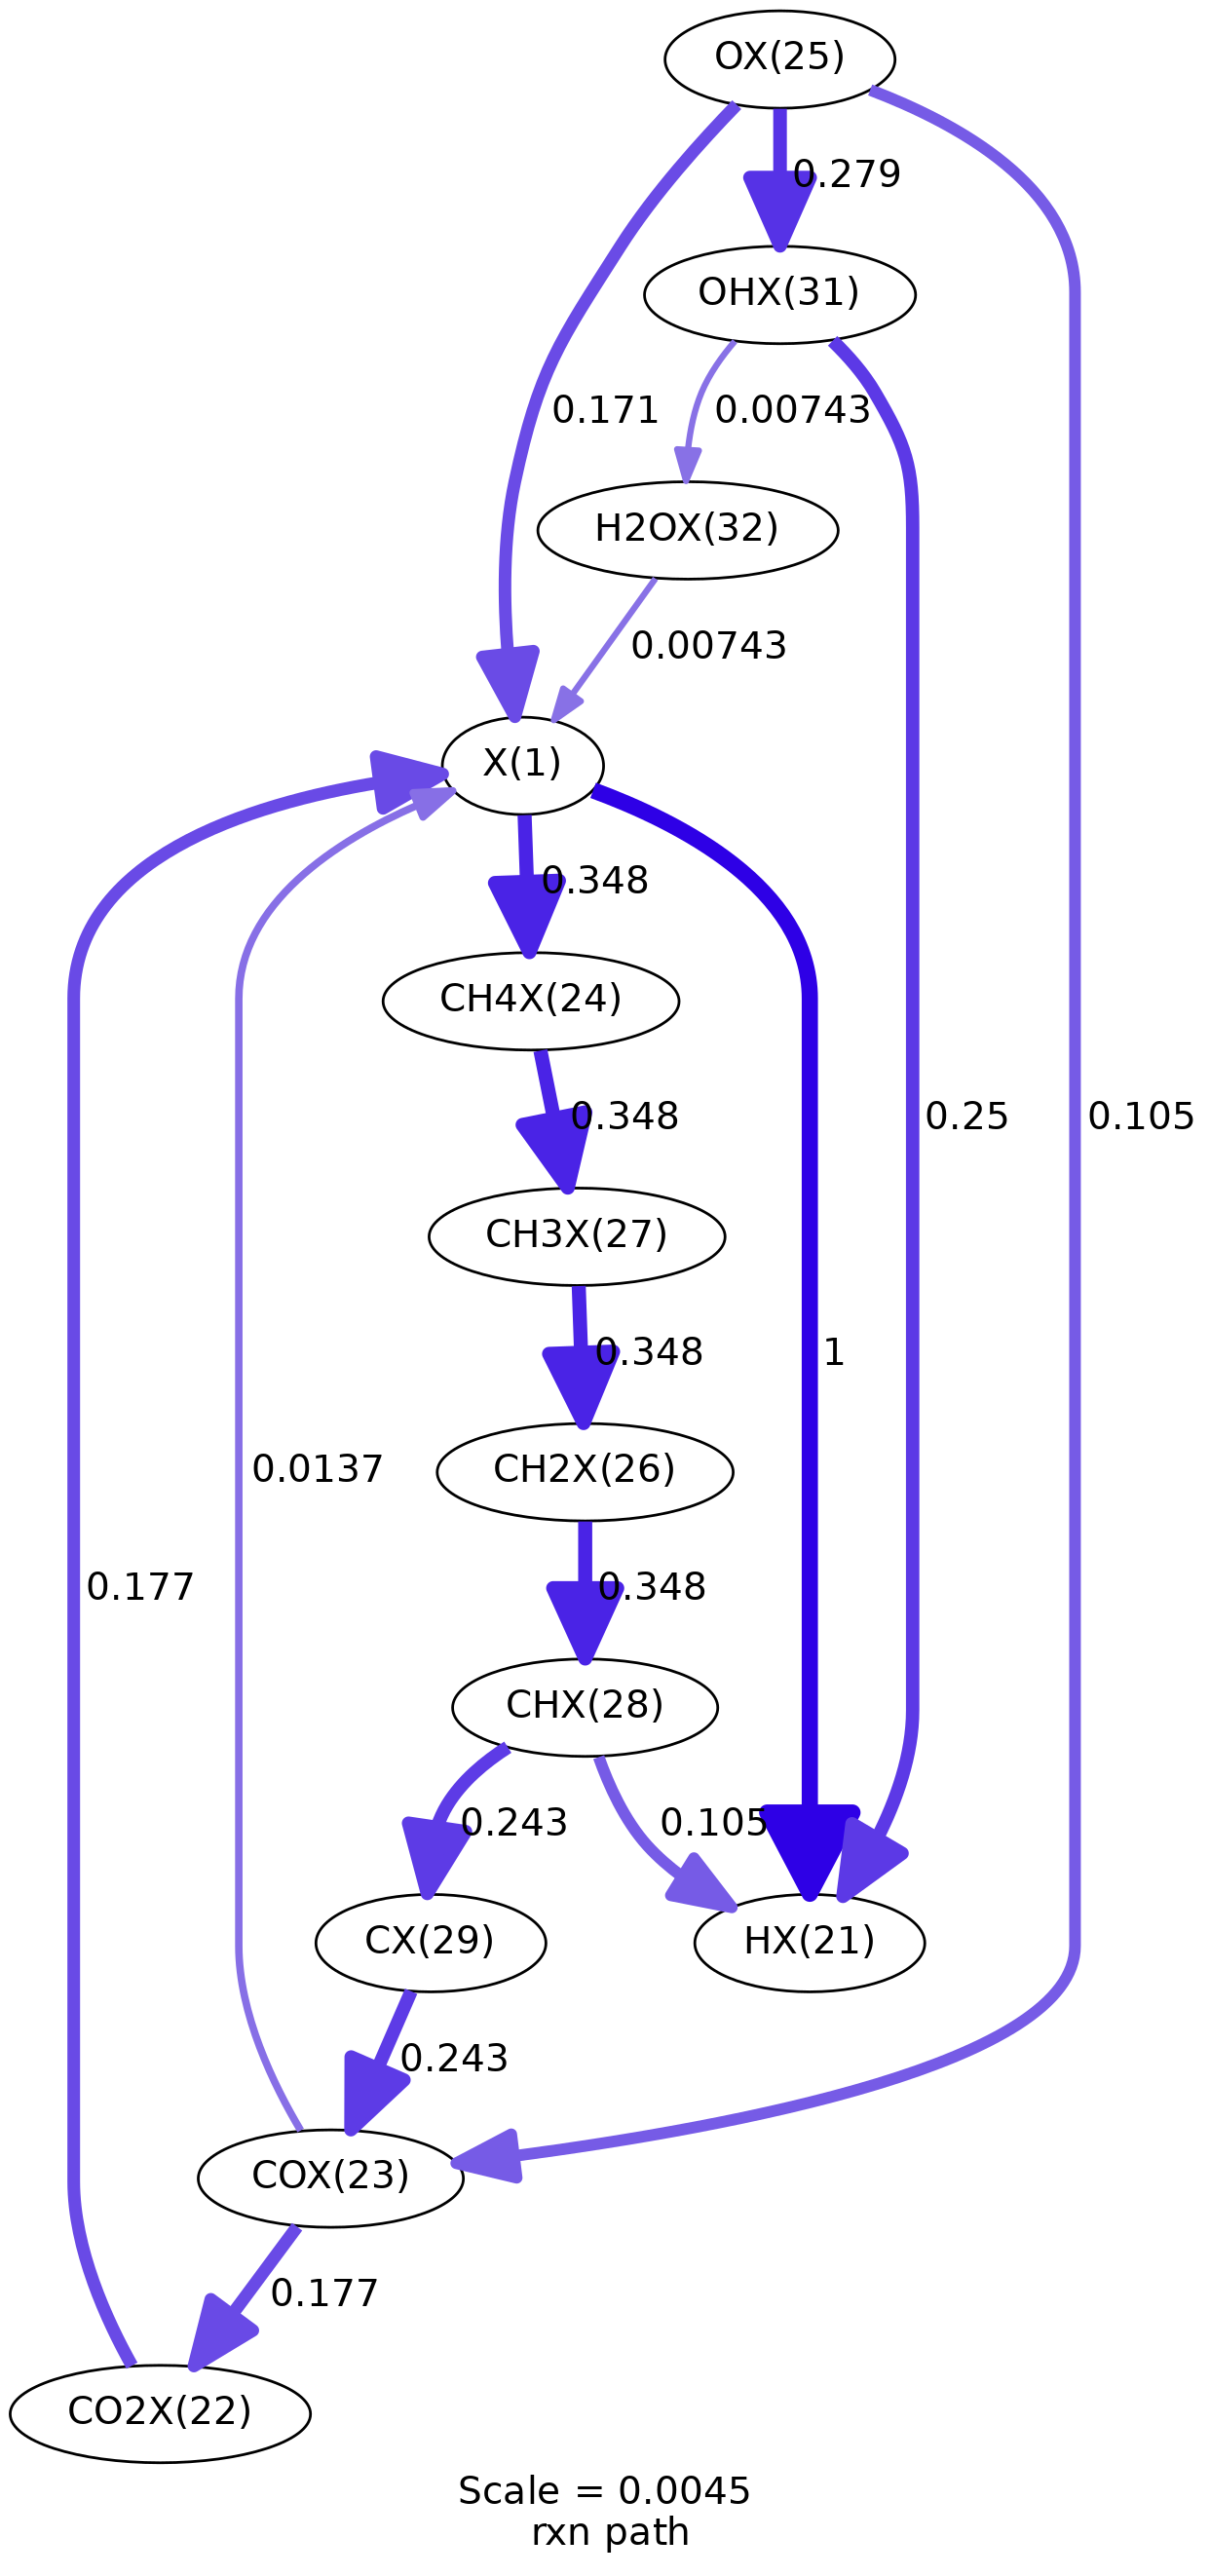 OX(25)
0.279
OHX(31)
0.171
0.00743
H2OX(32)
0.00743
X(1)
0.348
CH4X(24)
0.348
0.25
0.105
CH3X(27)
0.348
1
CH2X(26)
0.0137
0.177
0.348
CHX(28)
0.243
0.105
CX(29)
HX(21)
0.243
COX(23)
0.177
CO2X(22)
Scale = 0.0045
rxn path